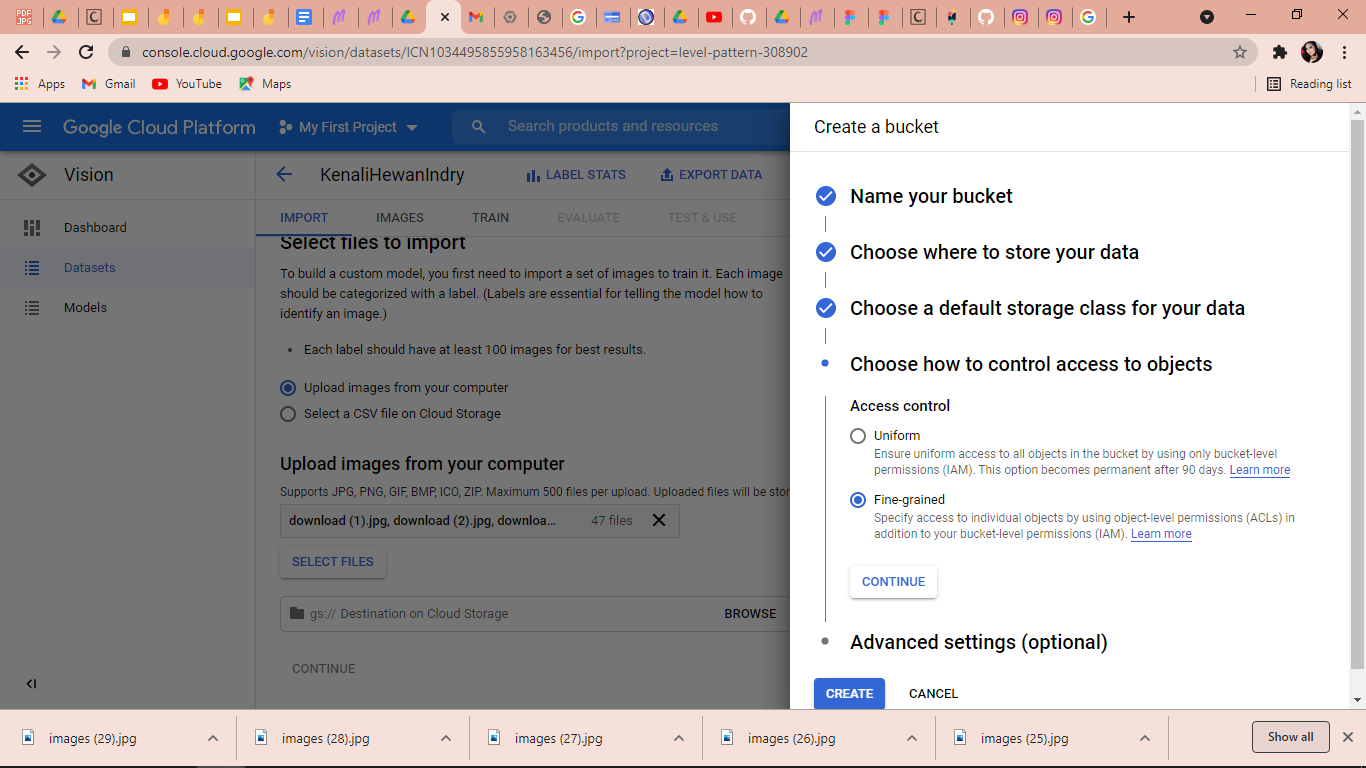 console.cloud.google.com/vision/datasets/ICN1034495855958163456/import?project=level-pattern-308902
Apps
Gmail
YouTube
Maps
Reading list
Google Cloud Platform
My First Project
Search products and resources
Vision
KenaliHewanIndry
LABEL STATS
EXPORT DATA
Dashboard
Datasets
Models
IMPORT
IMAGES
TRAIN
EVALUATE
TEST & USE
Select files to import
To build a custom model, you first need to import a set of images to train it. Each image
should be categorized with a label. (Labels are essential for telling the model how to
identify an image.)
• Each label should have at least 100 images for best results.
Upload images from your computer
Select a CSV file on Cloud Storage
Upload images from your computer
Supports JPG, PNG, GIF, BMP, ICO, ZIP. Maximum 500 files per upload. Uploaded files will be stor
download (1).jpg, download (2).jpg, downloa...
47 files
SELECT FILES
gs:// Destination on Cloud Storage
BROWSE
CONTINUE
Create a bucket
Name your bucket
Choose where to store your data
Choose a default storage class for your data
Choose how to control access to objects
Access control
Uniform
Ensure uniform access to all objects in the bucket by using only bucket-level
permissions (IAM). This option becomes permanent after 90 days. Learn more
Fine-grained
Specify access to individual objects by using object-level permissions (ACLs) in
addition to your bucket-level permissions (IAM). Learn more
CONTINUE
Advanced settings (optional)
CREATE
CANCEL
images (29).jpg
images (28).jpg
images (27).jpg
images (26).jpg
images (25).jpg
Show all